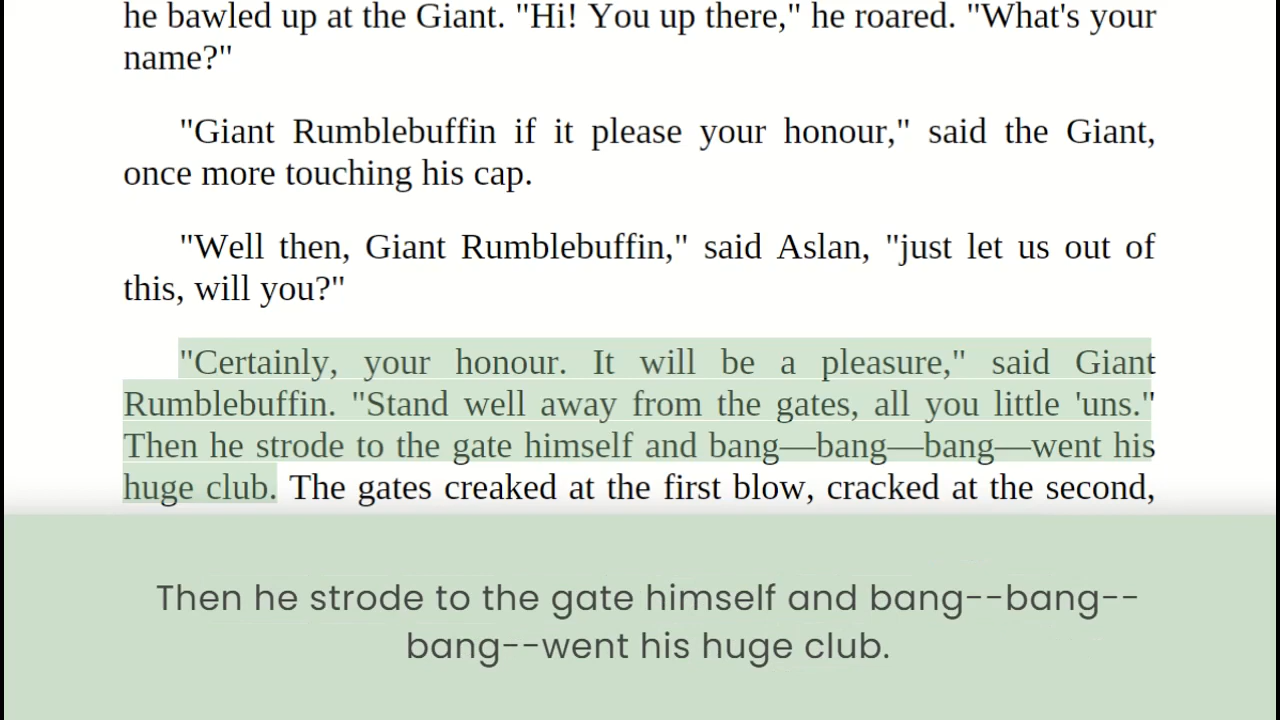 he bawled up at the Giant. "Hi! You up there," he roared. "What's your
name?"
"Giant Rumblebuffin if it please your honour," said the Giant,
once more touching his cap.
"Well then, Giant Rumblebuffin," said Aslan, "just let us out of
this, will you?"
"Certainly, your honour. It will be a pleasure," said Giant
Rumblebuffin. "Stand well away from the gates, all you little 'uns."
Then he strode to the gate himself and bang—bang—bang—went his
huge club. The gates creaked at the first blow, cracked at the second,
Then he strode to the gate himself and bang--bang--
bang--went his huge club.